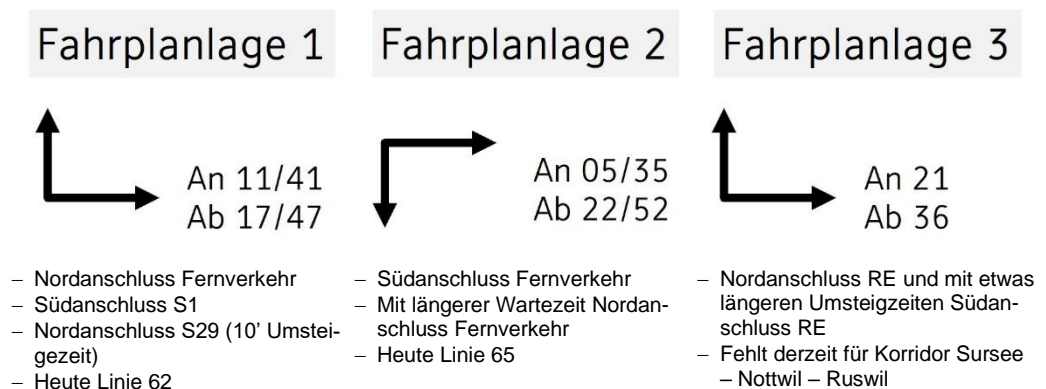 Fahrplanlage 1
An 11/41
Ab 17/47
– Nordanschluss Fernverkehr
– Südanschluss S1
– Nordanschluss S29 (10’ Umstei-
gezeit)
– Heute Linie 62
Fahrplanlage 2
An 05/35
Ab 22/52
– Südanschluss Fernverkehr
– Mit längerer Wartezeit Nordan-
schluss Fernverkehr
– Heute Linie 65
Fahrplanlage 3
An 21
Ab 36
– Nordanschluss RE und mit etwas
längeren Umsteigzeiten Südan-
schluss RE
– Fehlt derzeit für Korridor Sursee
– Nottwil – Ruswil